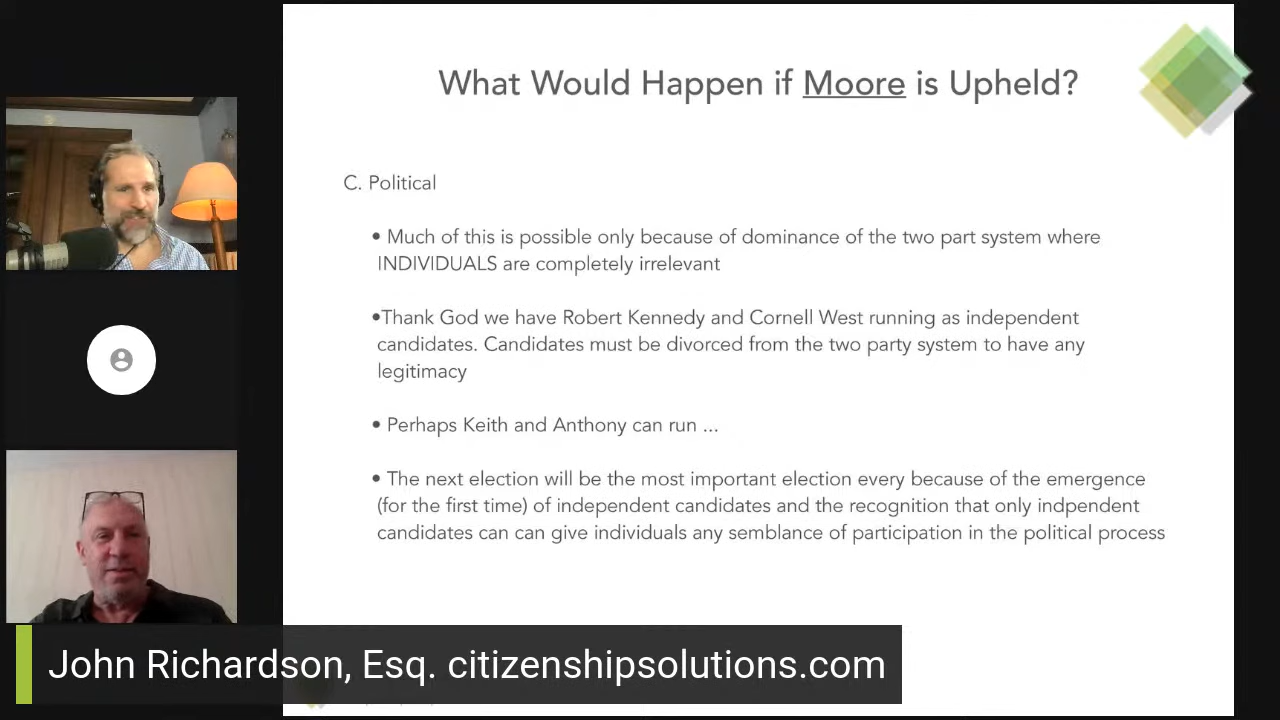 What Would Happen if Moore is Upheld?
C. Political
• Much of this is possible only because of dominance of the two part system where
INDIVIDUALS are completely irrelevant
•Thank God we have Robert Kennedy and Cornell West running as independent
candidates. Candidates must be divorced from the two party system to have any
legitimacy
• Perhaps Keith and Anthony can run ...
• The next election will be the most important election every because of the emergence
(for the first time) of independent candidates and the recognition that only indpendent
candidates can can give individuals any semblance of participation in the political process
John Richardson, Esq. citizenshipsolutions.com